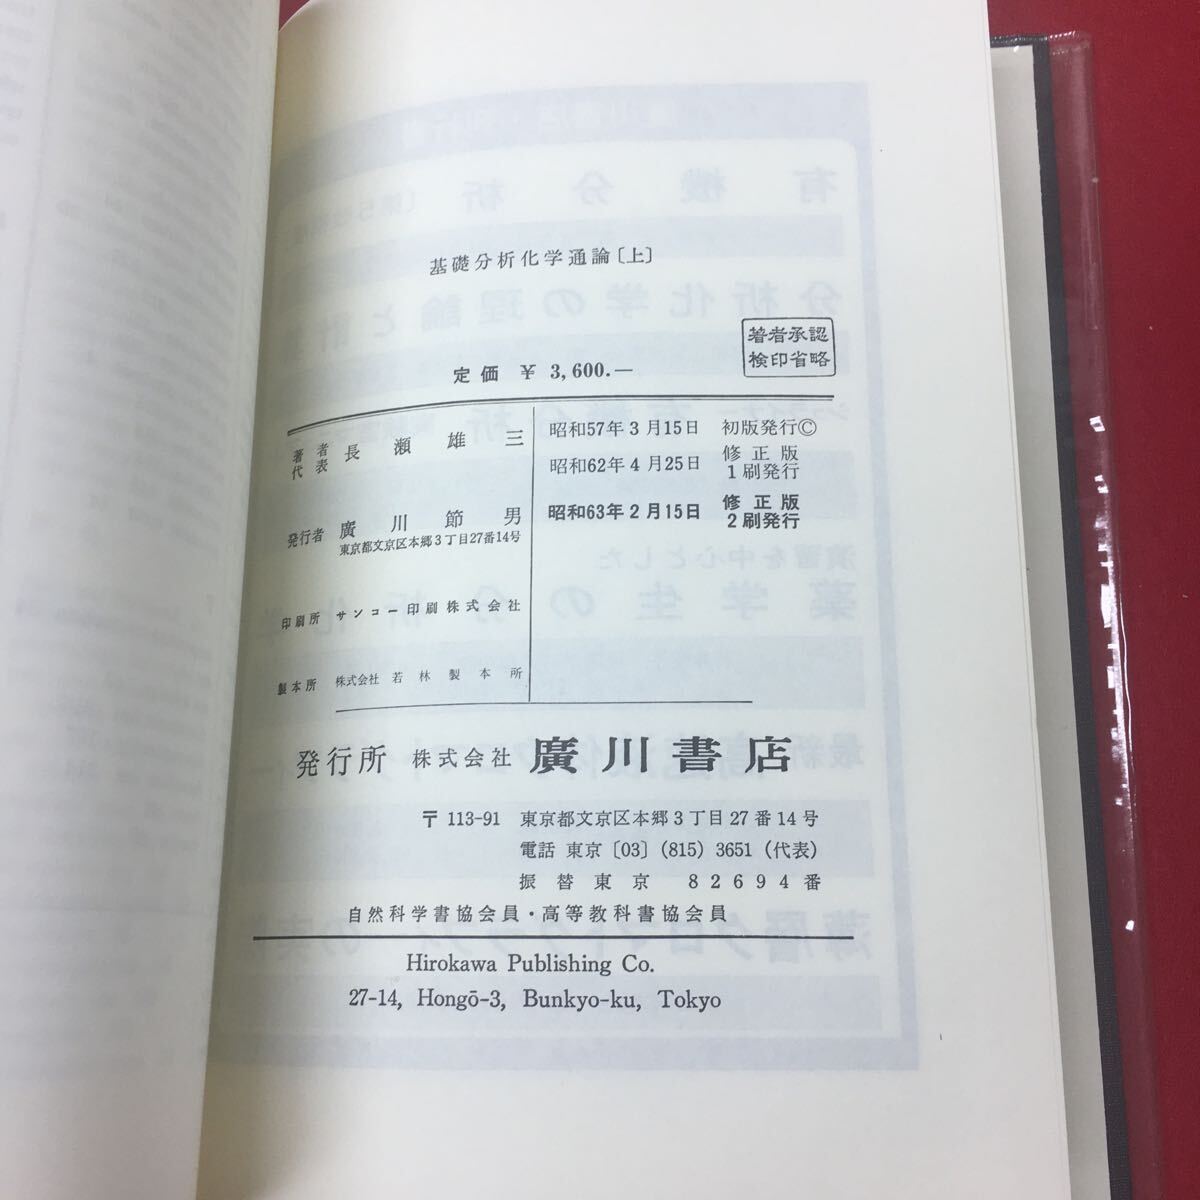 基礎分析化学通論〔上〕
定価 ￥ 3,600.—
著者承認
検印省略
著者
代表 長瀬雄三
発行者 廣川節男
東京都文京区本郷3丁目27番14号
印刷所 サンコー印刷株式会社
製本所 株式会社若林製本所
昭和57年3月15日 初版発行©
昭和62年4月25日 修正版
1刷発行
昭和63年2月15日 修正版
2刷発行
発行所 株式会社 廣川書店
〒113-91 東京都文京区本郷3丁目27番14号
電話 東京〔03〕(815) 3651 (代表)
振替東京 82694番
自然科学書協会員・高等教科書協会員
Hirokawa Publishing Co.
27-14, Hongō-3, Bunkyo-ku, Tokyo